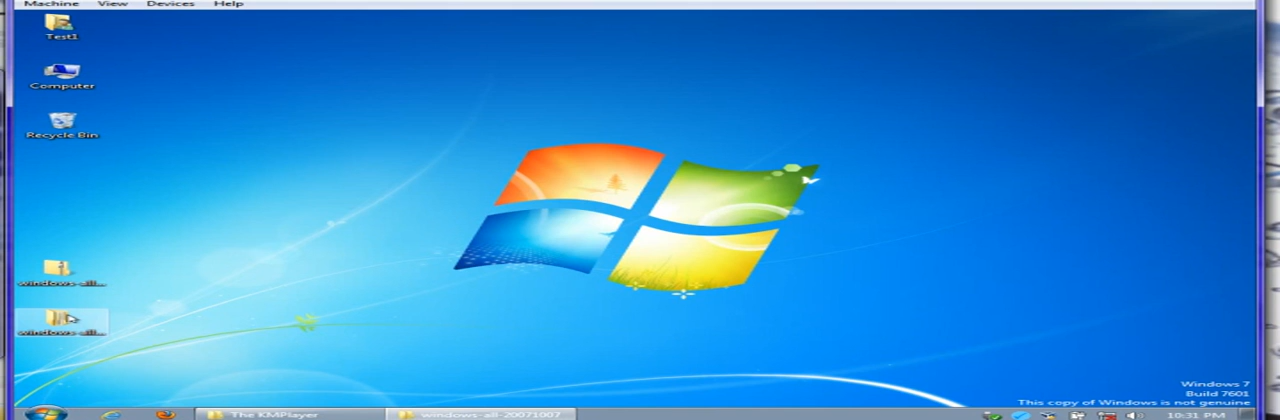 Machine View Devices Help
Test1
Computer
Recycle Bin
windows-all...
windows-all...
Windows 7
Build 7601
This copy of Windows is not genuine
The KMPlayer
windows-all-20071007
10:31 PM